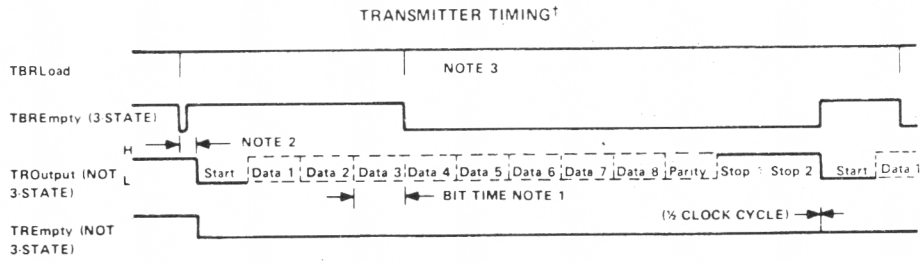 TRANSMITTER TIMING†
TBRLoad
NOTE 3
TBREmpty (3-STATE)
NOTE 2
H
L
TROutput (NOT
3-STATE)
Start Data 1 Data 2 Data 3 Data 4 Data 5 Data 6 Data 7 Data 8 Parity Stop 1 Stop 2 Start Data 1
BIT TIME NOTE 1
(½ CLOCK CYCLE)
TREmpty (NOT
3-STATE)